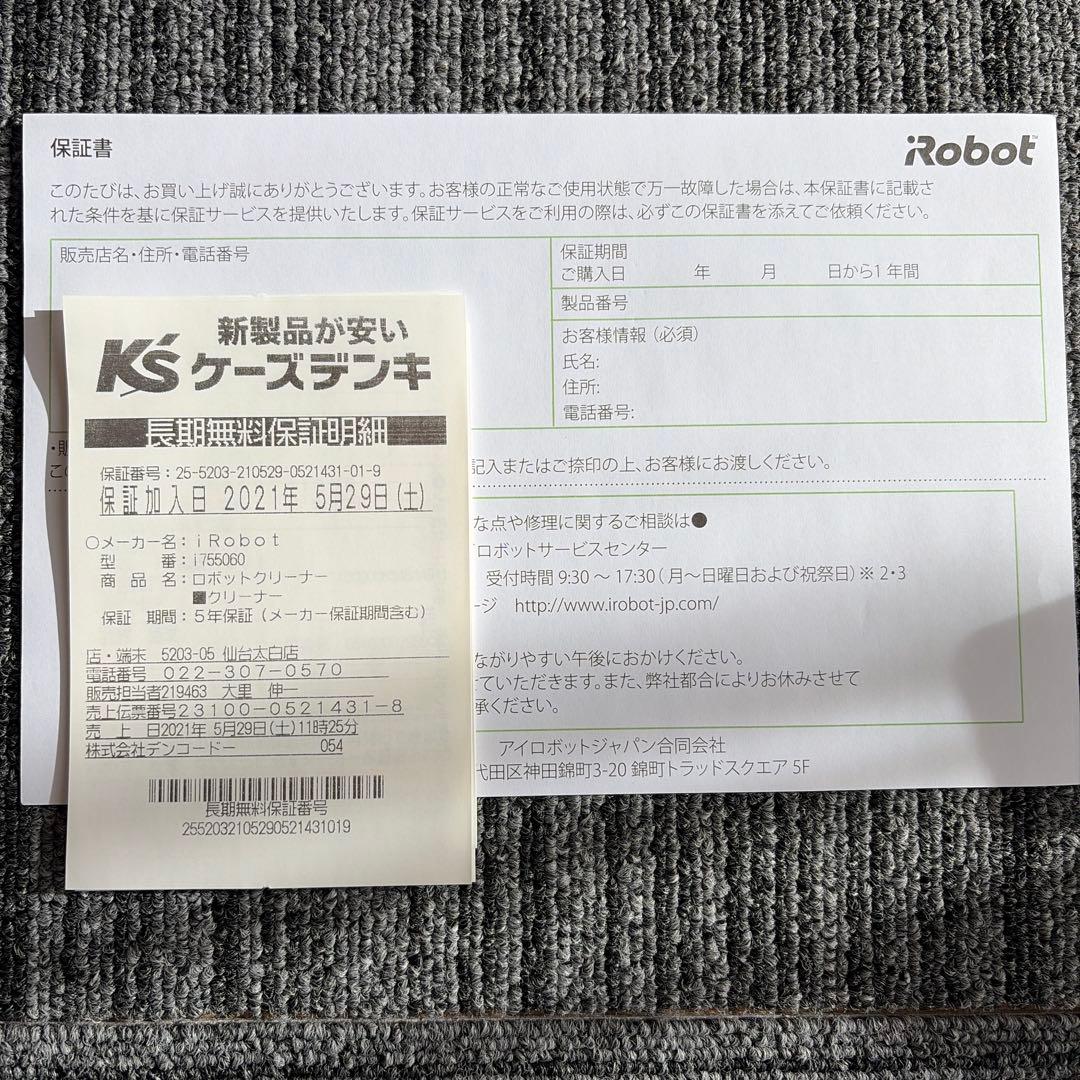 保証書
iRobot™
このたびは、お買い上げ誠にありがとうございます。お客様の正常なご使用状態で万一故障した場合は、本保証書に記載さ
れた条件を基に保証サービスを提供いたします。保証サービスをご利用の際は、必ずこの保証書を添えてご依頼ください。
販売店名・住所・電話番号
保証期間
ご購入日 年 月 日から1年間
製品番号
お客様情報（必須）
氏名:
住所:
電話番号:
・販
この
記入またはご捺印の上、お客様にお渡しください。
な点や修理に関するご相談は●
ロボットサービスセンター
受付時間 9:30 ～ 17:30（月～日曜日および祝祭日）※ 2・3
ージ http://www.irobot-jp.com/
ながりやすい午後におかけください。
ていただきます。また、弊社都合によりお休みさせて
承ください。
アイロボットジャパン合同会社
代田区神田錦町3-20 錦町トラッドスクエア 5F
新製品が安い
K'S ケーズデンキ
長期無料保証明細
保証番号：25-5203-210529-0521431-01-9
保証加入日 2021年 5月29日(土)
○メーカー名：iRobot
型 番：i755060
商 品 名：ロボットクリーナー
■クリーナー
保証 期間：5年保証（メーカー保証期間含む）
店・端末 5203-05 仙台太白店
電話番号 022-307-0570
販売担当者219463 大里 伸一
売上伝票番号23100-0521431-8
売 上 日2021年 5月29日(土)11時25分
株式会社デンコードー 054
長期無料保証番号
2552032105290521431019